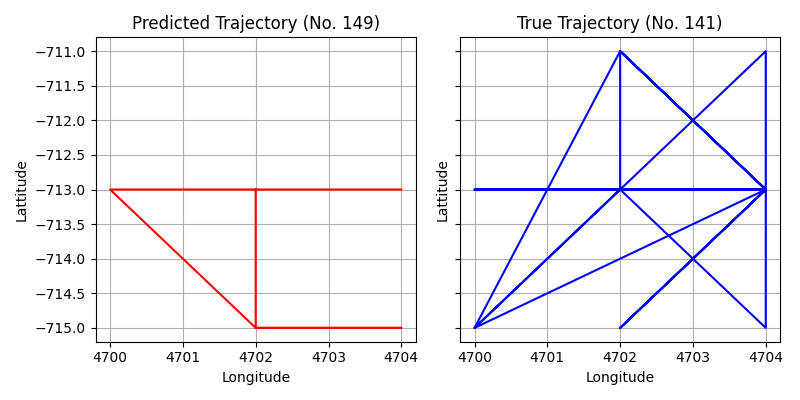 Predicted Trajectory (No. 149)
True Trajectory (No. 141)
Lattitude
−711.0
−711.5
−712.0
−712.5
−713.0
−713.5
−714.0
−714.5
−715.0
4700 4701 4702 4703 4704
Longitude
Lattitude
4700 4701 4702 4703 4704
Longitude